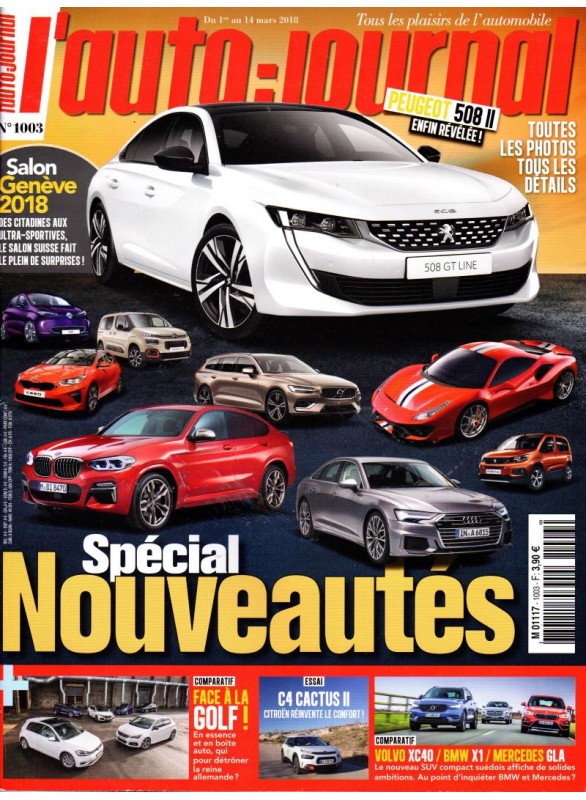 l'auto-journal
Du 1er au 14 mars 2018
Tous les plaisirs de l'automobile
l'auto-journal
N° 1003
PEUGEOT 508 II
ENFIN RÉVÉLÉE !
TOUTES
LES PHOTOS
TOUS LES
DÉTAILS
Salon
Genève
2018
DES CITADINES AUX
ULTRA-SPORTIVES,
LE SALON SUISSE FAIT
LE PLEIN DE SURPRISES !
508 GT LINE
IN A 6815
Spécial
Nouveautés
M 01117 - 1003 - F: 3,90 €
+
COMPARATIF
FACE À LA
GOLF !
En essence
et en boîte
auto, qui
pour détrôner
la reine
allemande ?
ESSAI
C4 CACTUS II
CITROËN RÉINVENTE LE CONFORT !
COMPARATIF
VOLVO XC40 / BMW X1 / MERCEDES GLA
Le nouveau SUV compact suédois affiche de solides
ambitions. Au point d'inquiéter BMW et Mercedes ?